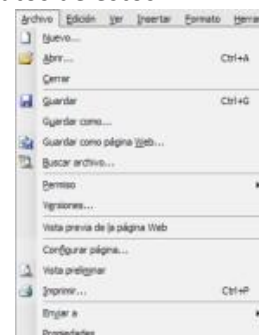 Archivo Edición Ver Insertar Formato
Nuevo...
Abrir... Ctrl+A
Cerrar
Guardar Ctrl+G
Guardar como...
Guardar como página Web...
Buscar archivo...
Permiso
Versiones...
Vista previa de la página Web
Configurar página...
Vista preliminar
Imprimir... Ctrl+P
Enviar a
Propiedades